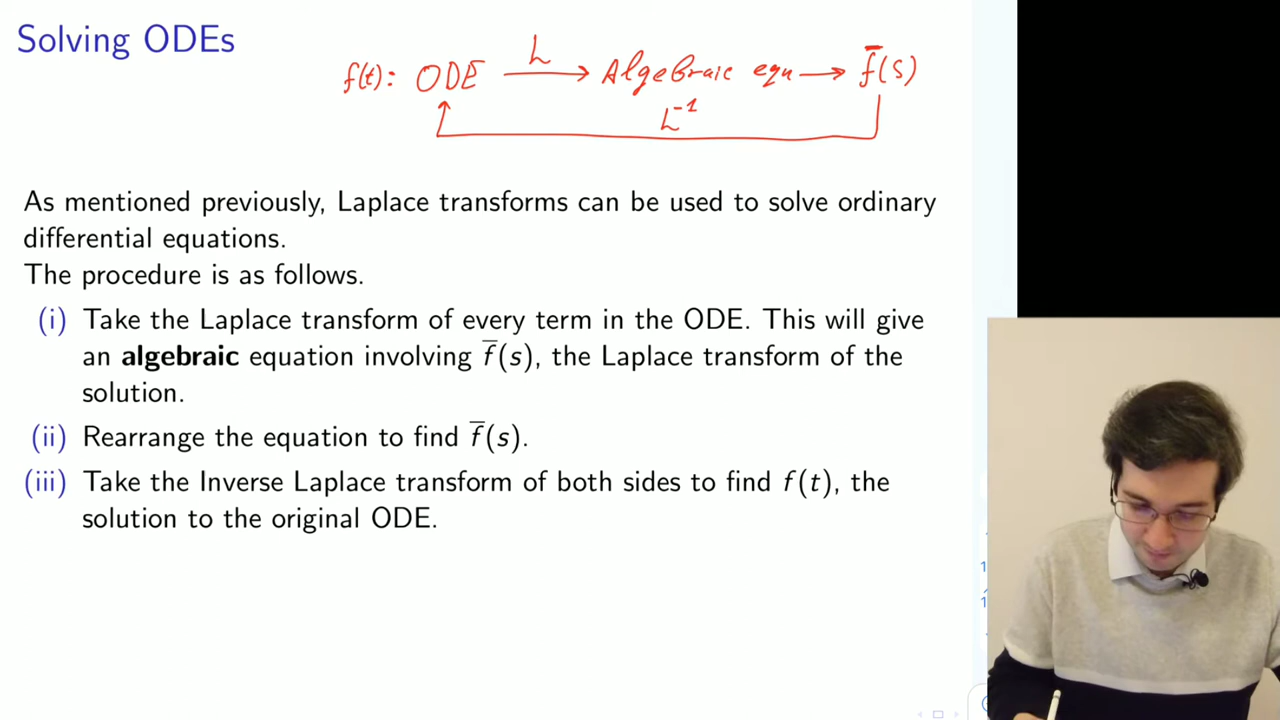 Solving ODEs
f(t): ODE ⟶ L Algebraic equ ⟶ f̅(s)
L⁻¹
As mentioned previously, Laplace transforms can be used to solve ordinary
differential equations.
The procedure is as follows.
(i) Take the Laplace transform of every term in the ODE. This will give
an algebraic equation involving f̅(s), the Laplace transform of the
solution.
(ii) Rearrange the equation to find f̅(s).
(iii) Take the Inverse Laplace transform of both sides to find f(t), the
solution to the original ODE.